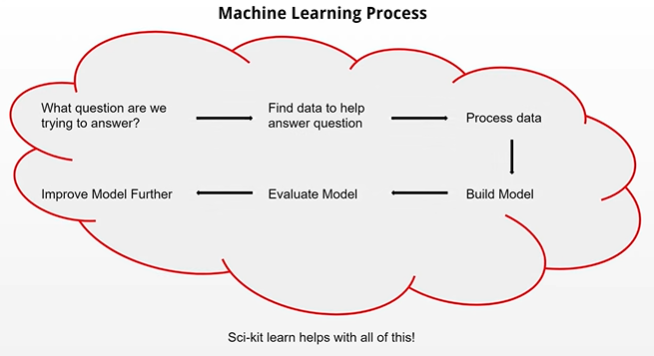 Machine Learning Process
What question are we
trying to answer?
Find data to help
answer question
Process data
Build Model
Evaluate Model
Improve Model Further
Sci-kit learn helps with all of this!